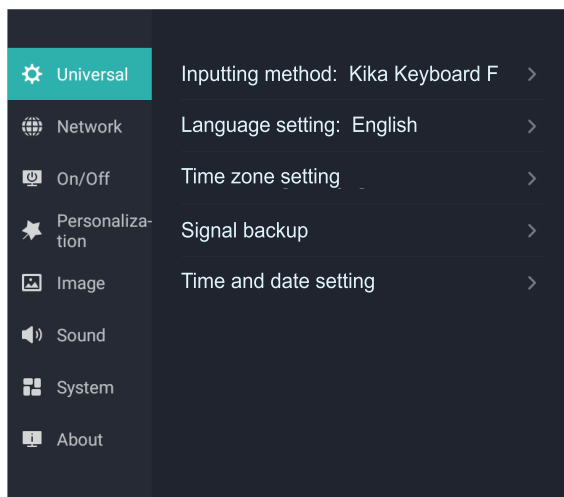 Universal
Network
On/Off
Personaliza-
tion
Image
Sound
System
About
Inputting method: Kika Keyboard F
Language setting: English
Time zone setting
Signal backup
Time and date setting